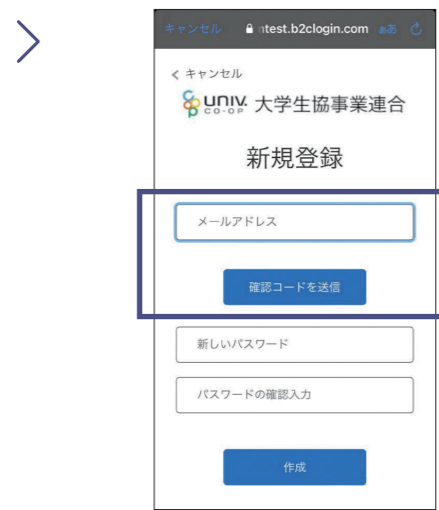 キャンセル ntest.b2clogin.com ぁあ
< キャンセル
univ. CO-OP 大学生協事業連合
新規登録
メールアドレス
確認コードを送信
新しいパスワード
パスワードの確認入力
作成